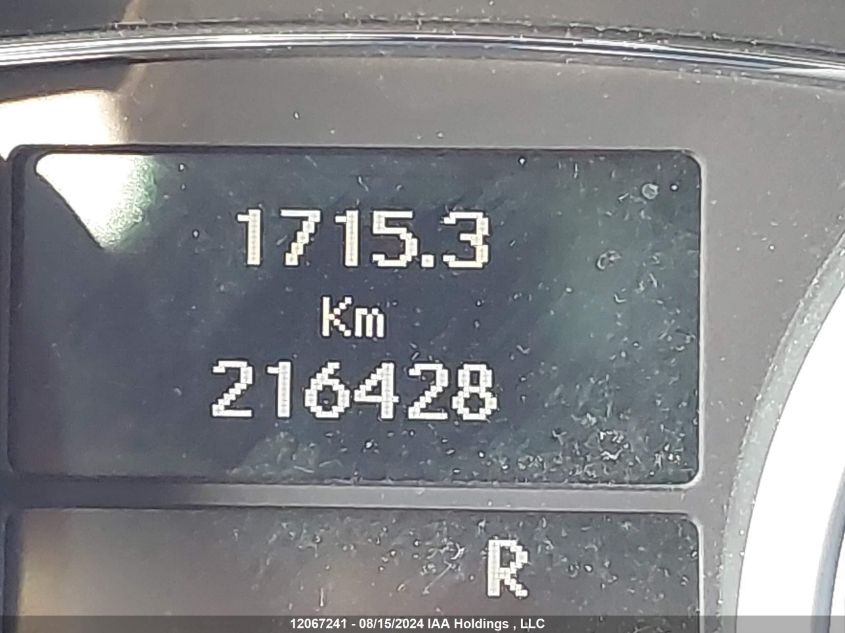 1715.3
Km
216428
R
12067241 - 08/15/2024 IAA Holdings , LLC